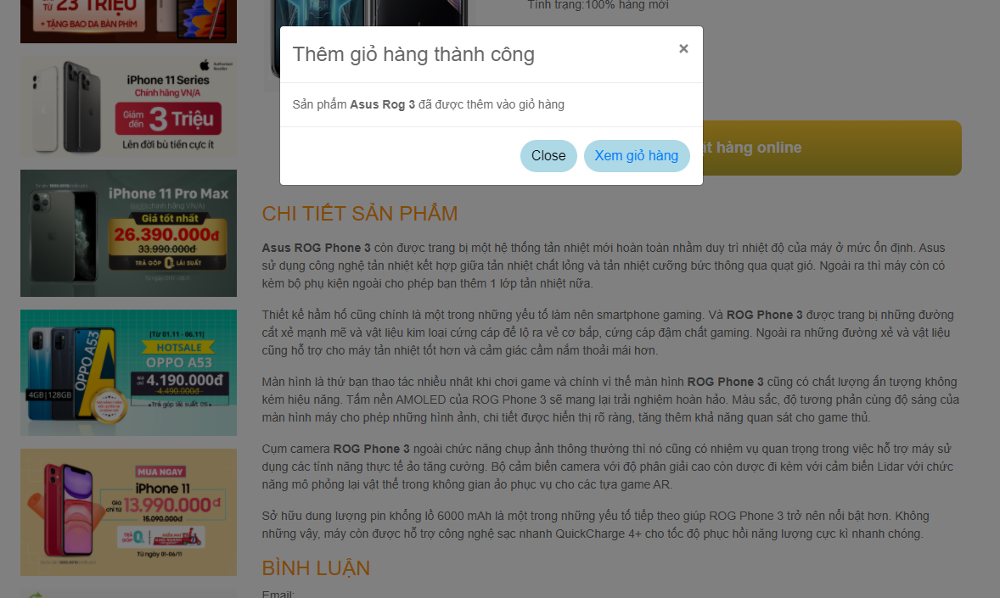 TỪ 23 TRIỆU
+ TẶNG BAO DA BÀN PHÍM
Authorised
Reseller
iPhone 11 Series
Chính hãng VN/A
Giảm
đến 3 Triệu
Lên đời bù tiền cực ít
iPhone 11 Pro Max
(chính hãng VN/A)
Giá tốt nhất
26.390.000đ
33.990.000đ
TRẢ GÓP 0% LÃI SUẤT
[Từ 01.11 - 06.11]
HOTSALE
OPPO A53
OPPO A53
4GB | 128GB
4.190.000đ
4.490.000đ
Trả góp lãi suất 0%
MUA NGAY
iPhone 11
Giá
chỉ từ 13.990.000đ
15.090.000đ
TRẢ
GÓP 0%
Từ ngày 01-06/11
Tình trạng:100% hàng mới
Thêm giỏ hàng thành công
×
Sản phẩm Asus Rog 3 đã được thêm vào giỏ hàng
Close
Xem giỏ hàng
hàng online
CHI TIẾT SẢN PHẨM
Asus ROG Phone 3 còn được trang bị một hệ thống tản nhiệt mới hoàn toàn nhằm duy trì nhiệt độ của máy ở mức ổn định. Asus
sử dụng công nghệ tản nhiệt kết hợp giữa tản nhiệt chất lỏng và tản nhiệt cưỡng bức thông qua quạt gió. Ngoài ra thì máy còn có
kèm bộ phụ kiện ngoài cho phép bạn thêm 1 lớp tản nhiệt nữa.
Thiết kế hầm hố cũng chính là một trong những yếu tố làm nên smartphone gaming. Và ROG Phone 3 được trang bị những đường
cắt xẻ mạnh mẽ và vật liệu kim loại cứng cáp để lộ ra vẻ cơ bắp, cứng cáp đậm chất gaming. Ngoài ra những đường xẻ và vật liệu
cũng hỗ trợ cho máy tản nhiệt tốt hơn và cảm giác cầm nắm thoải mái hơn.
Màn hình là thứ bạn thao tác nhiều nhất khi chơi game và chính vì thế màn hình ROG Phone 3 cũng có chất lượng ấn tượng không
kém hiệu năng. Tấm nền AMOLED của ROG Phone 3 sẽ mang lại trải nghiệm hoàn hảo. Màu sắc, độ tương phản cùng độ sáng của
màn hình máy cho phép những hình ảnh, chi tiết được hiển thị rõ ràng, tăng thêm khả năng quan sát cho game thủ.
Cụm camera ROG Phone 3 ngoài chức năng chụp ảnh thông thường thì nó cũng có nhiệm vụ quan trọng trong việc hỗ trợ máy sử
dụng các tính năng thực tế ảo tăng cường. Bộ cảm biến camera với độ phân giải cao còn được đi kèm với cảm biến Lidar với chức
năng mô phỏng lại vật thể trong không gian ảo phục vụ cho các tựa game AR.
Sở hữu dung lượng pin khổng lồ 6000 mAh là một trong những yếu tố tiếp theo giúp ROG Phone 3 trở nên nổi bật hơn. Không
những vậy, máy còn được hỗ trợ công nghệ sạc nhanh QuickCharge 4+ cho tốc độ phục hồi năng lượng cực kì nhanh chóng.
BÌNH LUẬN
Email: